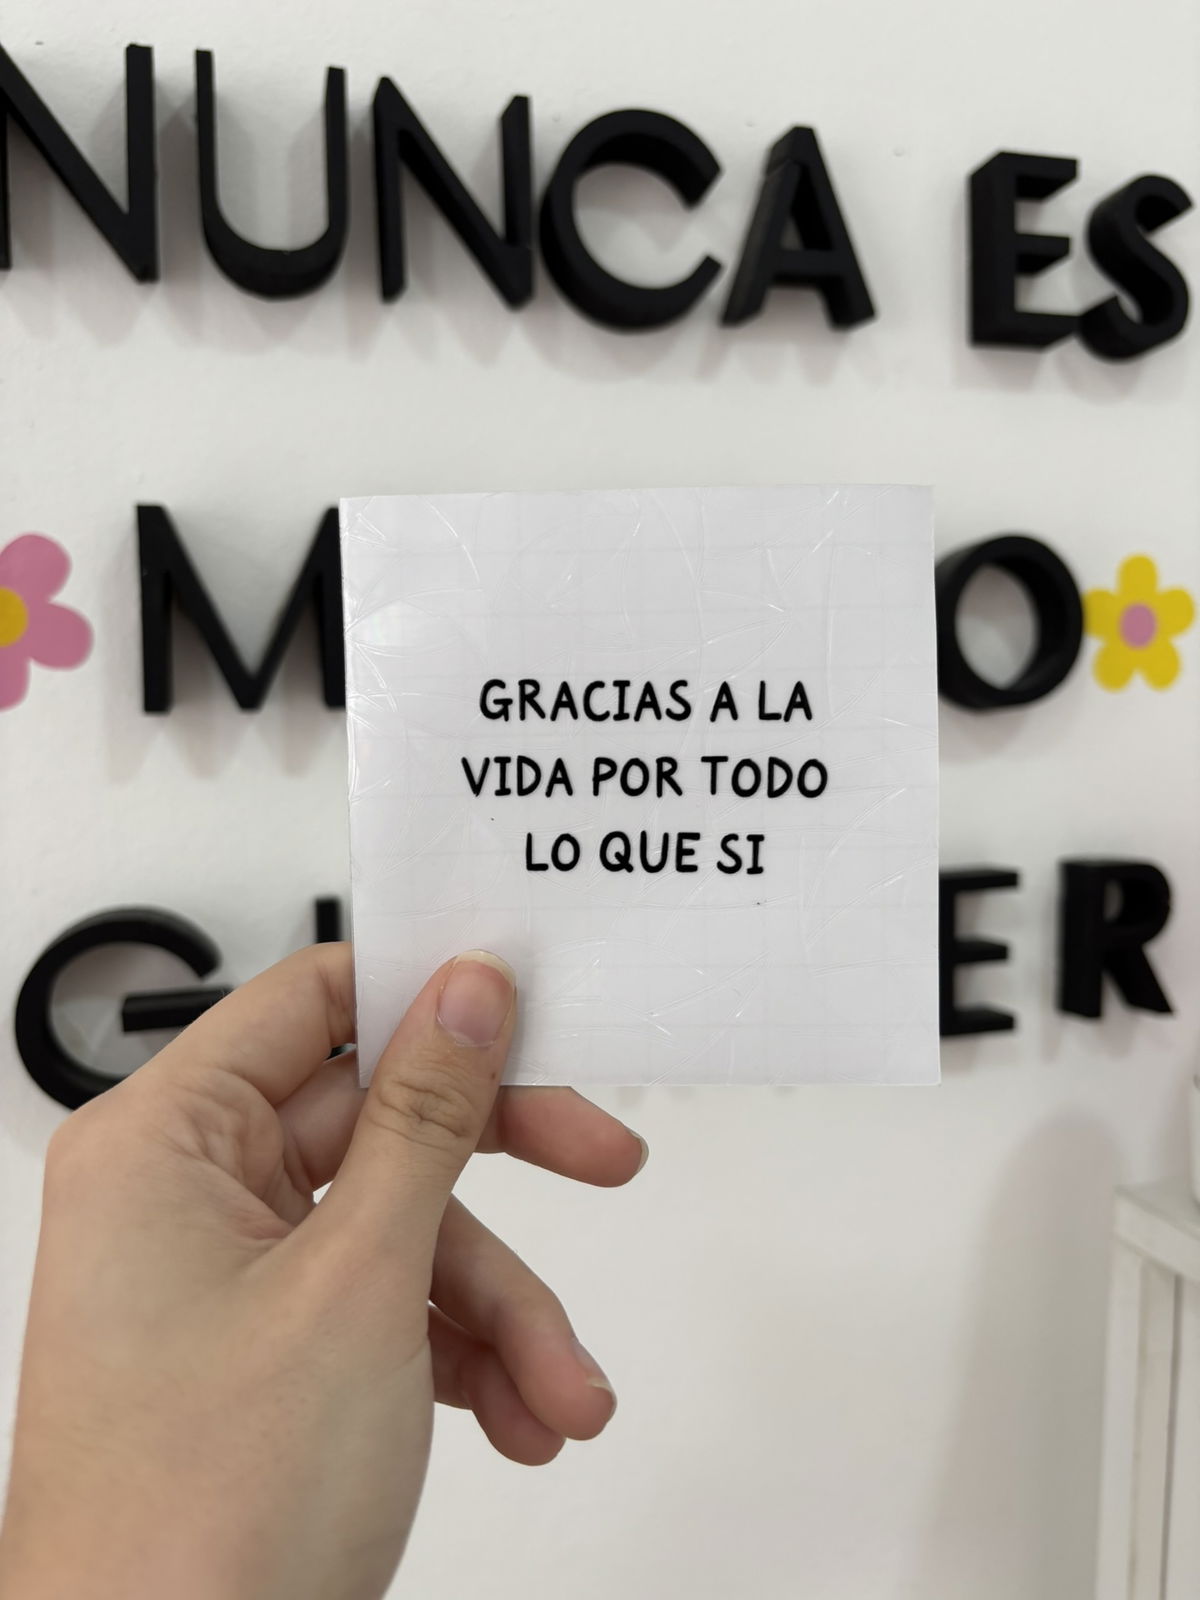 NUNCA ES
GRACIAS A LA
VIDA POR TODO
LO QUE SI